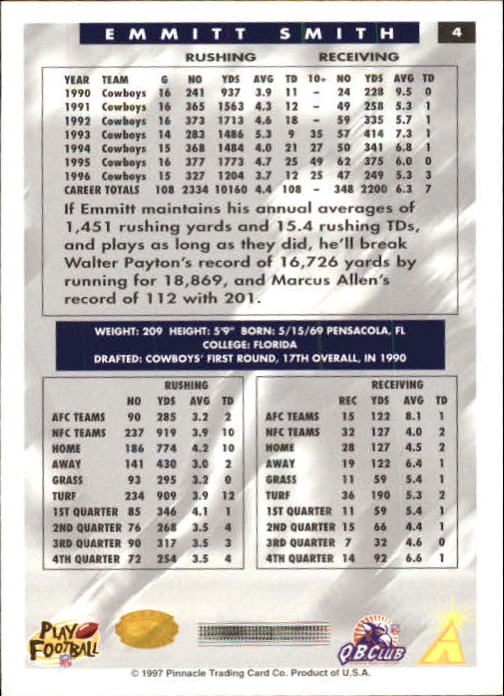 EMMITT SMITH 4
RUSHING RECEIVING
YEAR TEAM G NO YDS AVG TD 10+ NO YDS AVG TD
1990 Cowboys 16 241 937 3.9 11 – 24 228 9.5 0
1991 Cowboys 16 365 1563 4.3 12 – 49 258 5.3 1
1992 Cowboys 16 373 1713 4.6 18 – 59 335 5.7 1
1993 Cowboys 14 283 1486 5.3 9 35 57 414 7.3 1
1994 Cowboys 15 368 1484 4.0 21 27 50 341 6.8 1
1995 Cowboys 16 377 1773 4.7 25 49 62 375 6.0 0
1996 Cowboys 15 327 1204 3.7 12 25 47 249 5.3 3
CAREER TOTALS 108 2334 10160 4.4 108 – 348 2200 6.3 7
If Emmitt maintains his annual averages of
1,451 rushing yards and 15.4 rushing TDs,
and plays as long as they did, he'll break
Walter Payton's record of 16,726 yards by
running for 18,869, and Marcus Allen's
record of 112 with 201.
WEIGHT: 209 HEIGHT: 5'9" BORN: 5/15/69 PENSACOLA, FL
COLLEGE: FLORIDA
DRAFTED: COWBOYS' FIRST ROUND, 17TH OVERALL, IN 1990
RUSHING
NO YDS AVG TD
AFC TEAMS 90 285 3.2 2
NFC TEAMS 237 919 3.9 10
HOME 186 774 4.2 10
AWAY 141 430 3.0 2
GRASS 93 295 3.2 0
TURF 234 909 3.9 12
1ST QUARTER 85 346 4.1 1
2ND QUARTER 76 268 3.5 4
3RD QUARTER 90 317 3.5 3
4TH QUARTER 72 254 3.5 4
RECEIVING
REC YDS AVG TD
AFC TEAMS 15 122 8.1 1
NFC TEAMS 32 127 4.0 2
HOME 28 127 4.5 2
AWAY 19 122 6.4 1
GRASS 11 59 5.4 1
TURF 36 190 5.3 2
1ST QUARTER 11 59 5.4 1
2ND QUARTER 15 66 4.4 1
3RD QUARTER 7 32 4.6 0
4TH QUARTER 14 92 6.6 1
PLAY
FOOTBALL
QB CLUB
© 1997 Pinnacle Trading Card Co. Product of U.S.A.